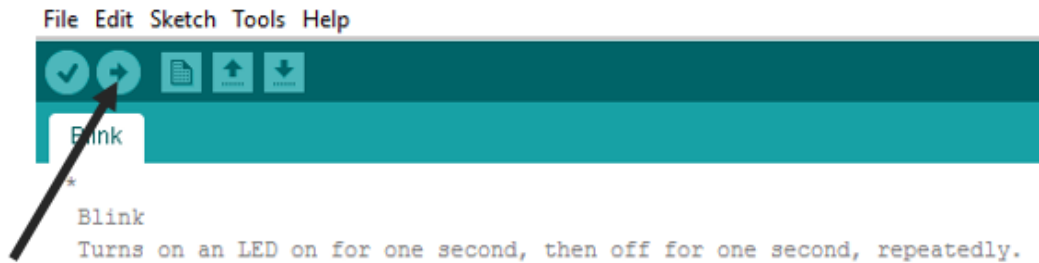 File Edit Sketch Tools Help
Blink
*
Blink
Turns on an LED on for one second, then off for one second, repeatedly.